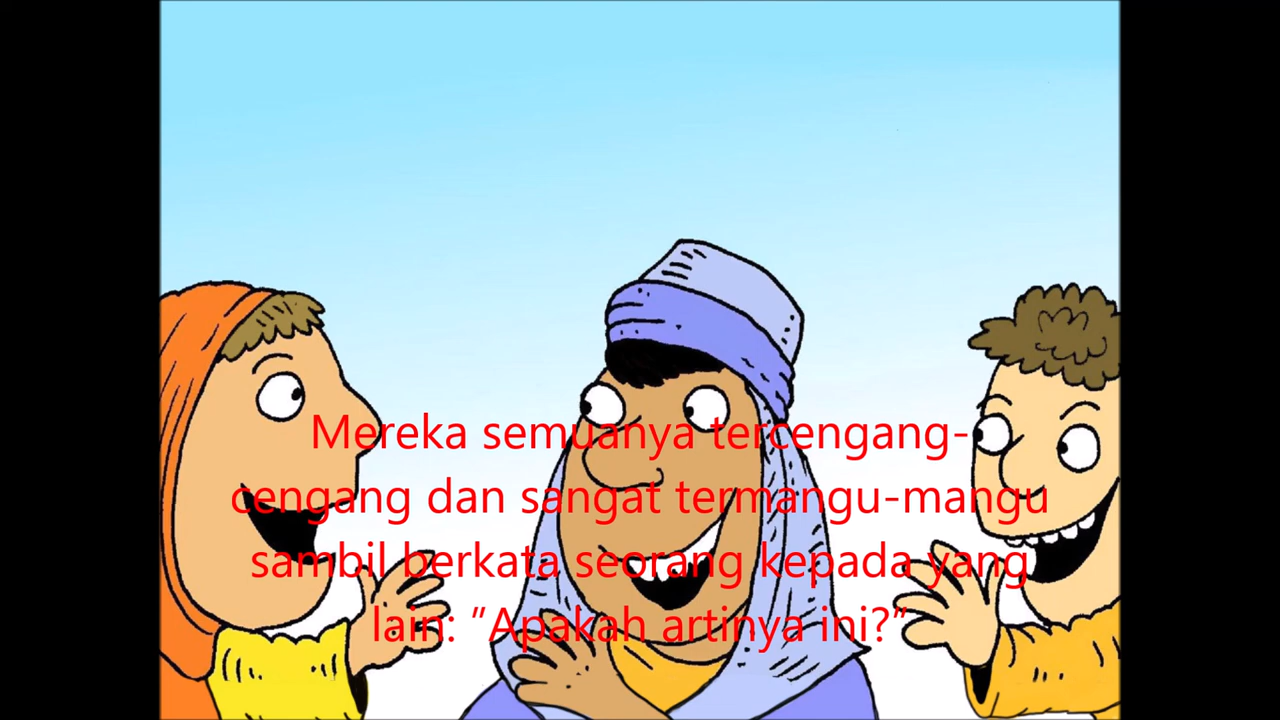 Mereka semuanya tercengang-
cengang dan sangat termangu-mangu
sambil berkata seorang kepada yang
lain: "Apakah artinya ini?"